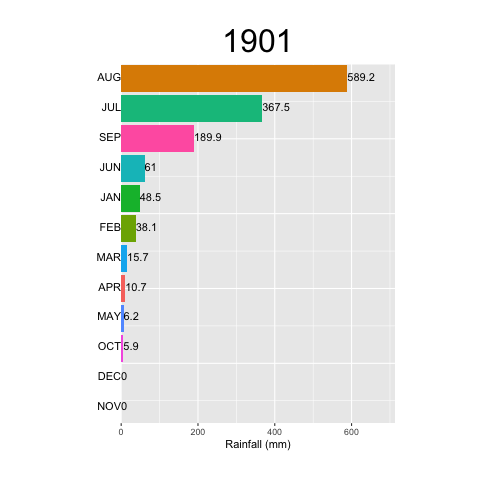 1901
AUG 589.2
JUL 367.5
SEP 189.9
JUN 61
JAN 48.5
FEB 38.1
MAR 15.7
APR 10.7
MAY 6.2
OCT 5.9
DEC 0
NOV 0
0 200 400 600
Rainfall (mm)